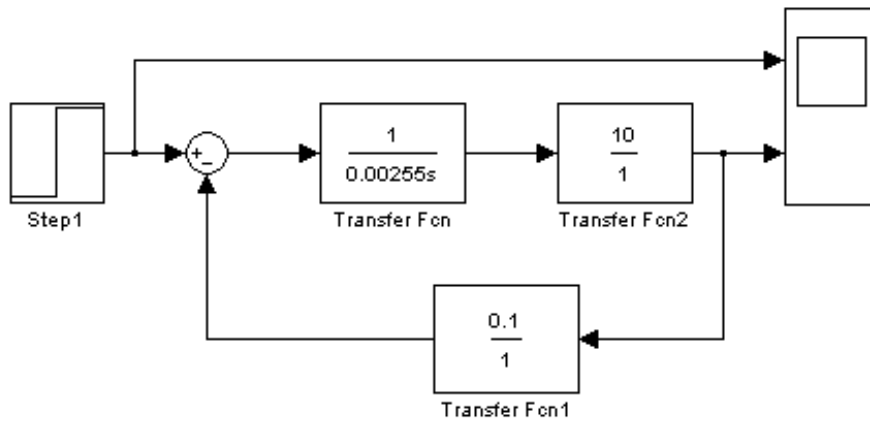 +
−
1
0.00255s
10
1
Step1
Transfer Fcn
Transfer Fcn2
0.1
1
Transfer Fcn1